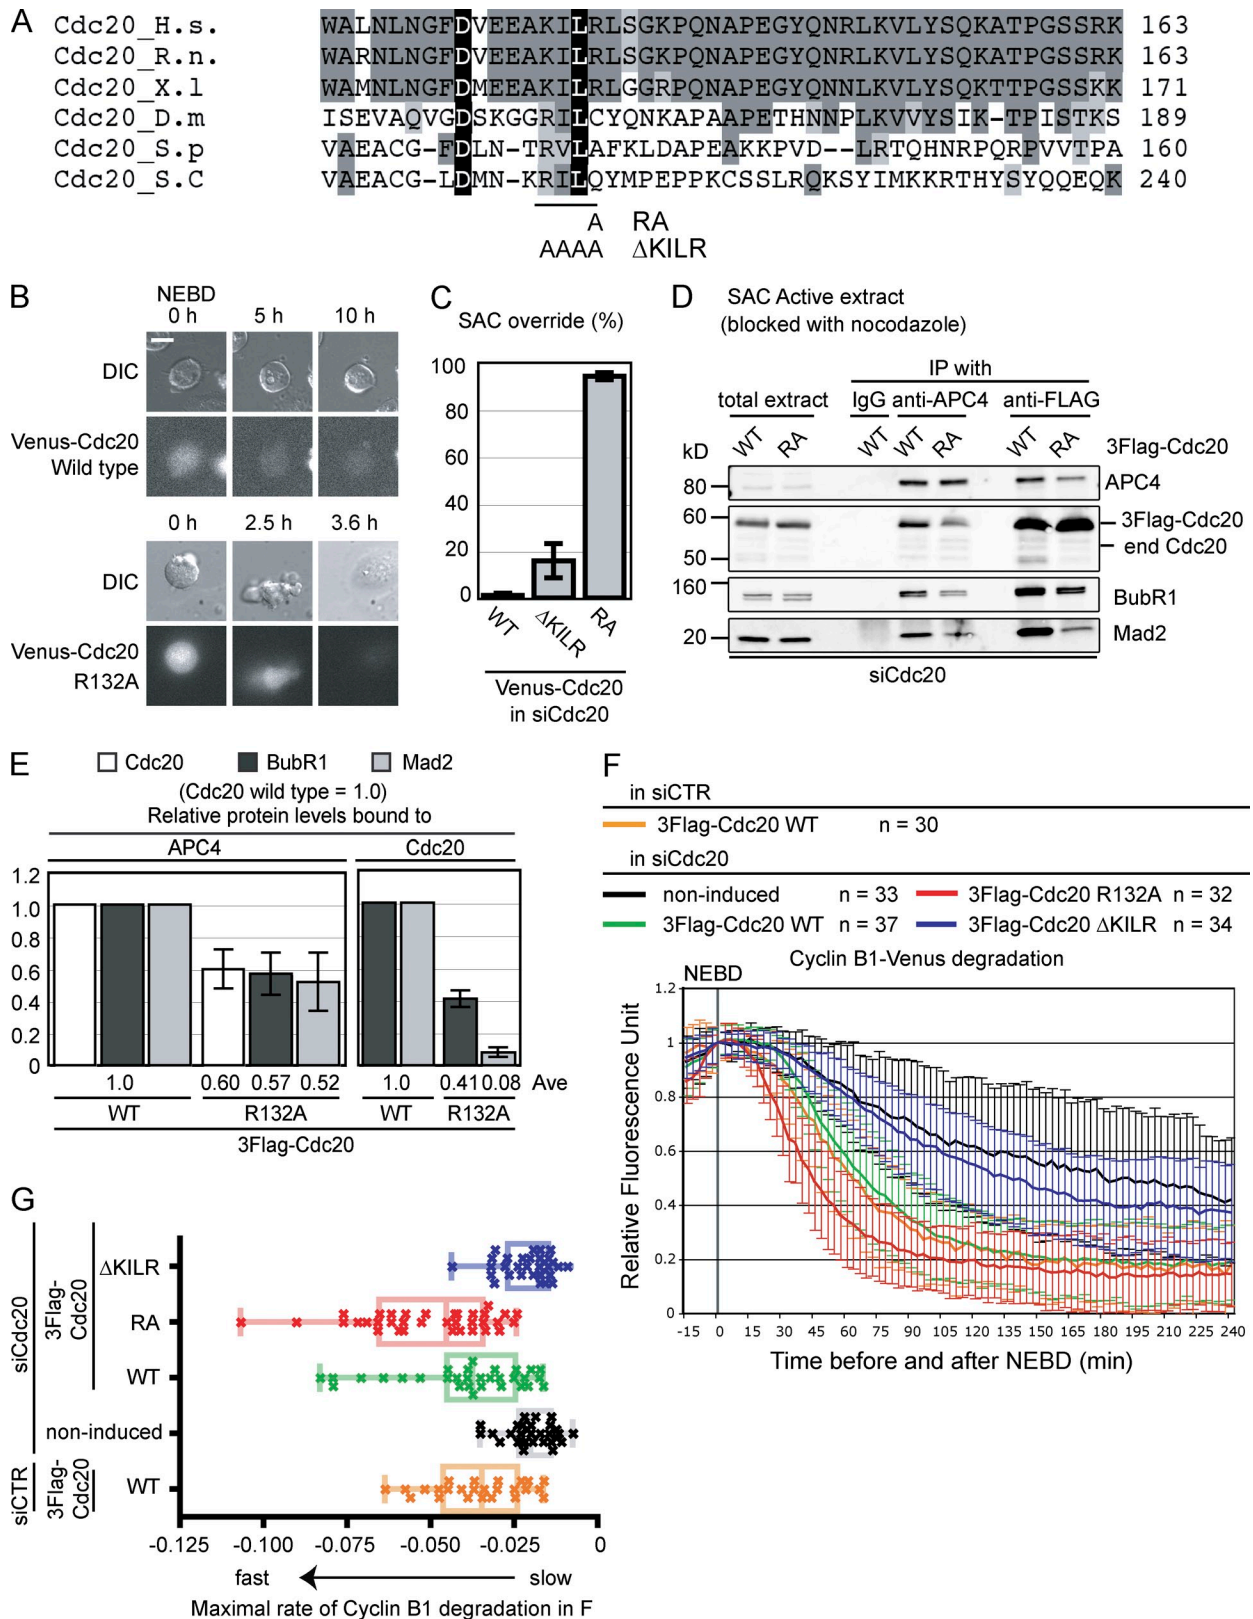 A
Cdc20_H.s. WALNLNGFDVEEAKILRLSGKPQNAPEGYQNRLKVLYSQKATPGSSRK 163
Cdc20_R.n. WARNLNGFDVEEAKILRLSGKPQNAPEGYQNRLKVLYSQKATPGSSRK 163
Cdc20_X.l WAMNLNGFDMEEAKILRLGGRPQNAPEGYQNRLKVLYSQKTTPGSSKK 171
Cdc20_D.m ISEVAQVGDSKGGRILCYQNKAPAAPETHNNPLKVVYSIK-TPISTKS 189
Cdc20_S.p VAEACG-FDLN-TRVLAFKLDAPEAKKPVD--LRTQHNRPQRPVVTPA 160
Cdc20_S.C VAEACG-LDMN-KRILQYMPEPPKCSSLRQKSYIMKKRTHYSYQQEQK 240
A RA
AAAA ΔKILR
B
NEBD
0 h 5 h 10 h
DIC
Venus-Cdc20
Wild type
0 h 2.5 h 3.6 h
DIC
Venus-Cdc20
R132A
C
SAC override (%)
100
80
60
40
20
0
WT ΔKILR RA
Venus-Cdc20
in siCdc20
D SAC Active extract
(blocked with nocodazole)
IP with
total extract IgG anti-APC4 anti-FLAG
WT RA WT WT RA WT RA 3Flag-Cdc20
kD
80 APC4
60 3Flag-Cdc20
50 end Cdc20
160 BubR1
20 Mad2
siCdc20
E
Cdc20 BubR1 Mad2
(Cdc20 wild type = 1.0)
Relative protein levels bound to
APC4 Cdc20
1.2
1.0
0.8
0.6
0.4
0.2
0
1.0 0.60 0.57 0.52 1.0 0.41 0.08 Ave
WT R132A WT R132A
3Flag-Cdc20
F
in siCTR
3Flag-Cdc20 WT n = 30
in siCdc20
non-induced n = 33 3Flag-Cdc20 R132A n = 32
3Flag-Cdc20 WT n = 37 3Flag-Cdc20 ΔKILR n = 34
Cyclin B1-Venus degradation
NEBD
Relative Fluorescence Unit
1.2
1
0.8
0.6
0.4
0.2
0
-15 0 15 30 45 60 75 90 105 120 135 150 165 180 195 210 225 240
Time before and after NEBD (min)
G
siCdc20
3Flag-
Cdc20
ΔKILR
RA
WT
non-induced
siCTR
3Flag-
Cdc20
WT
-0.125 -0.100 -0.075 -0.050 -0.025 0
fast slow
Maximal rate of Cyclin B1 degradation in F